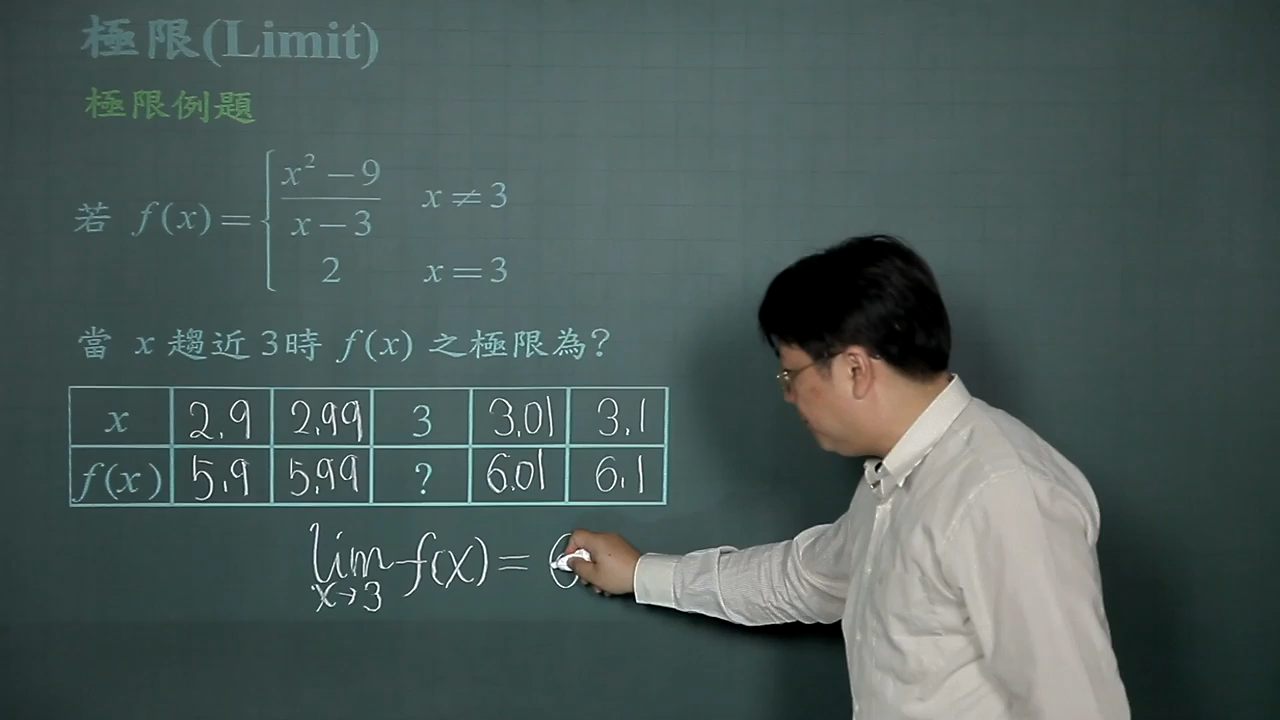 極限(Limit)
極限例題
若 f(x) = { (x² − 9)/(x − 3)  x ≠ 3
2  x = 3
當 x 趨近 3時 f(x) 之極限為?
x 2.9 2.99 3 3.01 3.1
f(x) 5.9 5.99 ? 6.01 6.1
lim f(x) = 6
x→3